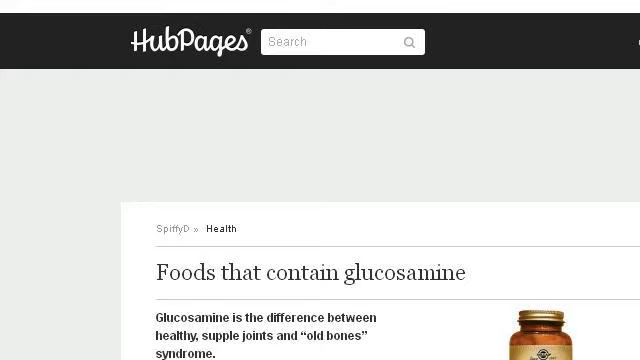 HubPages®
Search
SpiffyD » Health
Foods that contain glucosamine
Glucosamine is the difference between
healthy, supple joints and “old bones”
syndrome.
SOLGAR